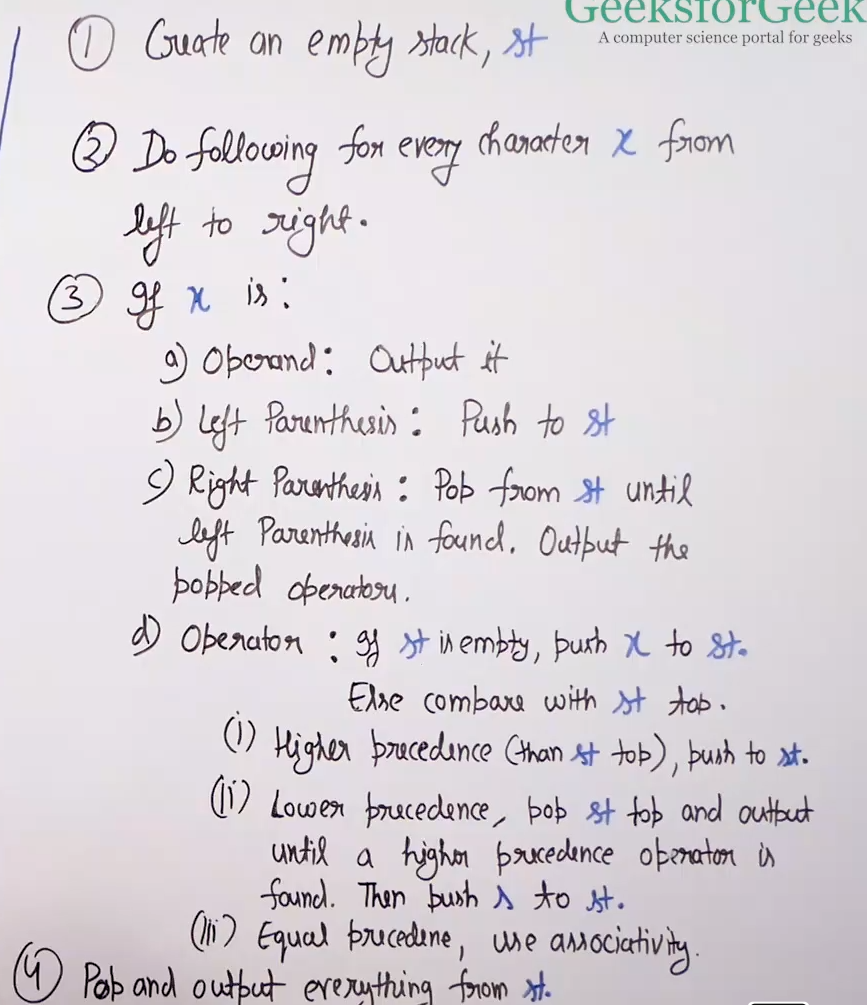 GeeksforGeek
A computer science portal for geeks
① Create an empty stack, st
② Do following for every character x from
left to right.
③ If x is :
a) Operand : Output it
b) Left Parenthesis : Push to st
c) Right Parenthesis : Pop from st until
left Parenthesis is found. Output the
popped operators.
d) Operator : If st is empty, push x to st.
Else compare with st top.
(i) Higher precedence (than st top), push to st.
(ii) Lower precedence, pop st top and output
until a higher precedence operator is
found. Then push s to st.
(iii) Equal precedene, use associativity.
④ Pop and output everything from st.